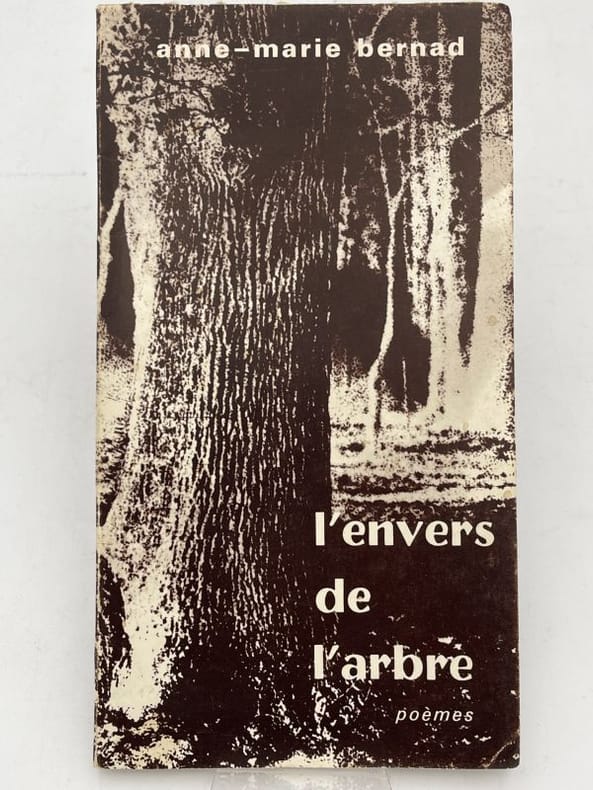 anne-marie bernad
l'envers
de
l'arbre
poèmes